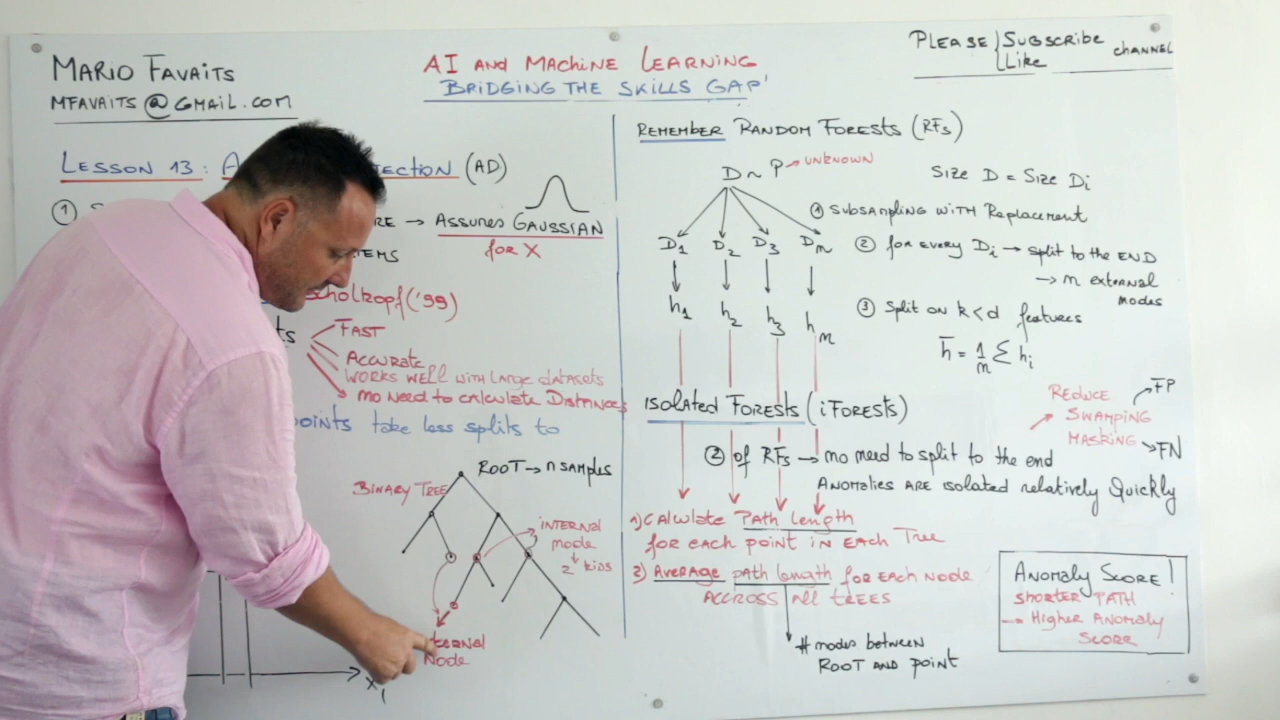 MARIO FAVAITS
MFAVAITS@GMAIL.COM
AI AND MACHINE LEARNING
BRIDGING THE SKILLS GAP'
PLEASE SUBSCRIBE
LIKE
CHANNEL
LESSON 13: A ECTION (AD)
① S RE → ASSUMES GAUSSIAN
for X
EMS
cholkopf('99)
ts
FAST
ACCURATE
WORKS WELL WITH LARGE datasets
no NEED to CALCULATE DISTANCES
POINTS take less splits to
BINARY TREE
ROOT → n SAMPLES
INTERNAL
node
↓
2 KIDS
ternal
Node
x₁
REMEMBER RANDOM FORESTS (RFs)
D ~ P → UNKNOWN
SIZE D = SIZE Di
① SUBSAMPLING WITH Replacement
D₁ D₂ D₃ Dm
② for every Di → split to the END
→ n external
nodes
h₁ h₂ h₃ hm
③ Split on k<d features
h̄ = 1/m Σ hi
ISOLATED FORESTS (iForests)
REDUCE
SWAMPING
MASKING
FP
FN
② of RFs → no need to split to the end
ANOMALIES ARE isolated relatively Quickly
1) CAlculate PAth Length
for each point in EACH TREE
2) AVERAGE path length for EACH NODE
ACCROSS All TREES
# nodes between
ROOT AND POINT
ANOMALY SCORE!
SHORTER PATH
→ HIGHER ANOMALY
SCORE